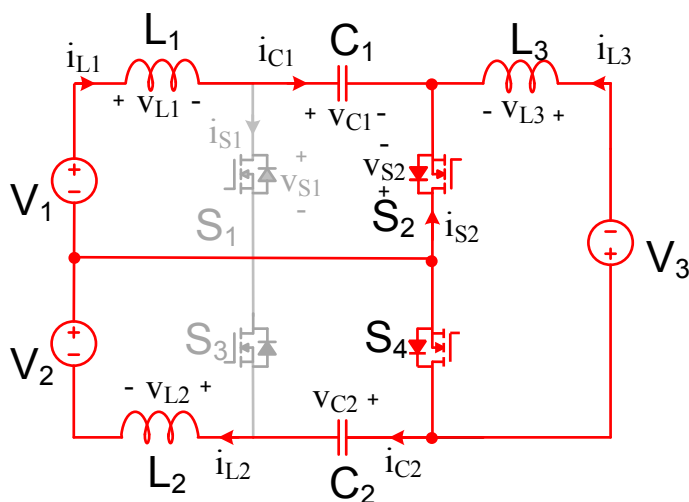 L1 C1 L3
iL1 iC1 iL3
+ vL1 - + vC1 - - vL3 +
iS1 + vS1 - - vS2 +
V1 + - S1 S2 iS2 - + V3
V2 + - S3 S4
- vL2 + vC2 +
L2 iL2 C2 iC2